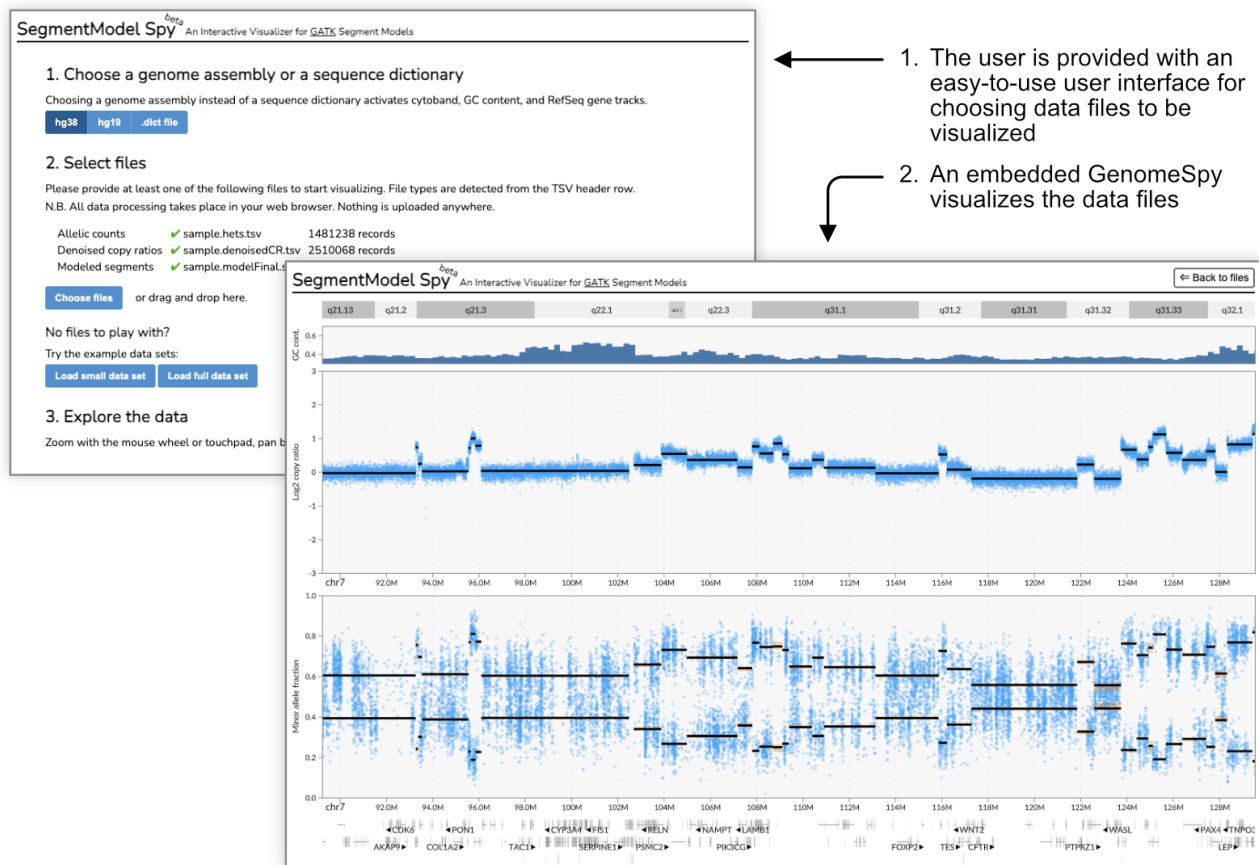 SegmentModel Spy beta An Interactive Visualizer for GATK Segment Models
1. Choose a genome assembly or a sequence dictionary
Choosing a genome assembly instead of a sequence dictionary activates cytoband, GC content, and RefSeq gene tracks.
hg38 hg19 .dict file
2. Select files
Please provide at least one of the following files to start visualizing. File types are detected from the TSV header row.
N.B. All data processing takes place in your web browser. Nothing is uploaded anywhere.
Allelic counts ✔ sample.hets.tsv 1481238 records
Denoised copy ratios ✔ sample.denoisedCR.tsv 2510068 records
Modeled segments ✔ sample.modelFinal.s
Choose files or drag and drop here.
No files to play with?
Try the example data sets:
Load small data set Load full data set
3. Explore the data
Zoom with the mouse wheel or touchpad, pan b
1. The user is provided with an
easy-to-use user interface for
choosing data files to be
visualized
2. An embedded GenomeSpy
visualizes the data files
SegmentModel Spy beta An Interactive Visualizer for GATK Segment Models
⇐ Back to files
q21.13 q21.2 q21.3 q22.1 q22.3 q31.1 q31.2 q31.31 q31.32 q31.33 q32.1
GC cont.
0.6
0.4
Log2 copy ratio
3
2
1
0
-1
-2
-3
chr7 92.0M 94.0M 96.0M 98.0M 100M 102M 104M 106M 108M 110M 112M 114M 116M 118M 120M 122M 124M 126M 128M
Minor allele fraction
1.0
0.8
0.6
0.4
0.2
0.0
chr7 92.0M 94.0M 96.0M 98.0M 100M 102M 104M 106M 108M 110M 112M 114M 116M 118M 120M 122M 124M 126M 128M
◄CDK6 ◄PON1 ◄CYP3A4 ◄FIS1 ◄RELN ◄NAMPT ◄LAMB1 ◄WNT2 ◄WASL ◄PAX4 ◄TNPO3
AKAP9► COL1A2► TAC1► SERPINE1► PSMC2► PIK3CG► FOXP2► TES► CFTR► PTPRZ1► LEP►